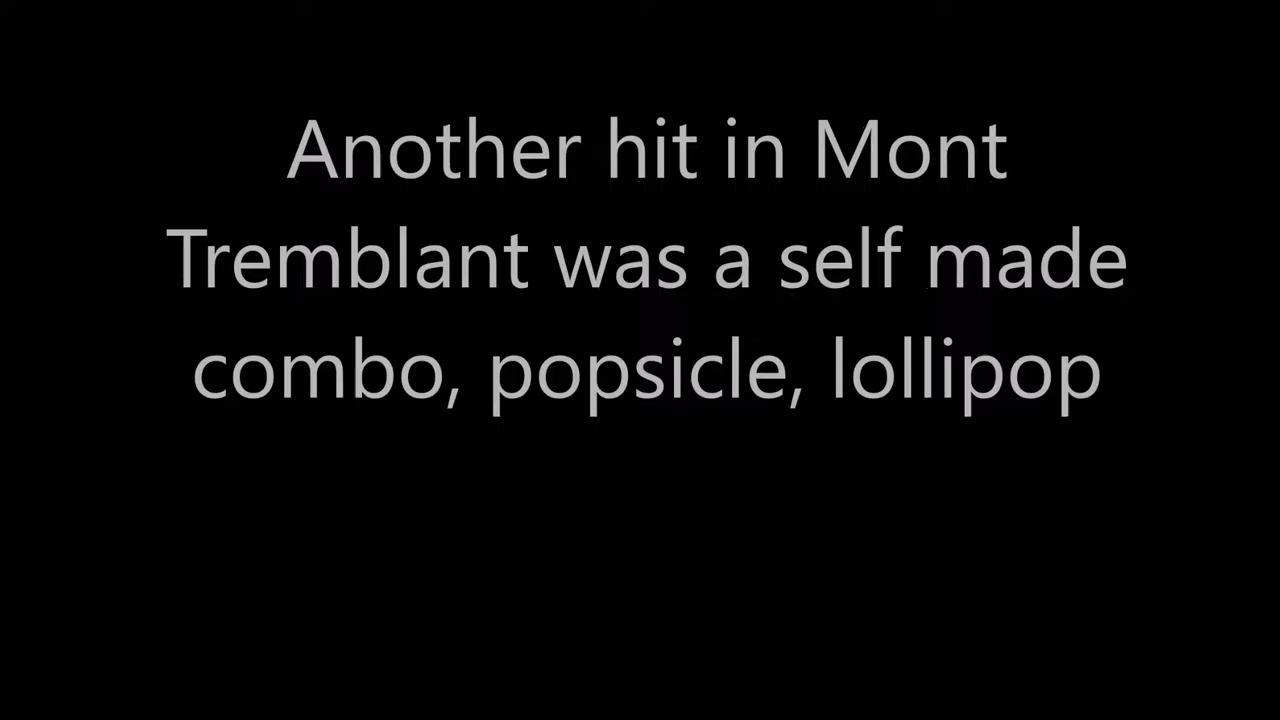 Another hit in Mont
Tremblant was a self made
combo, popsicle, lollipop